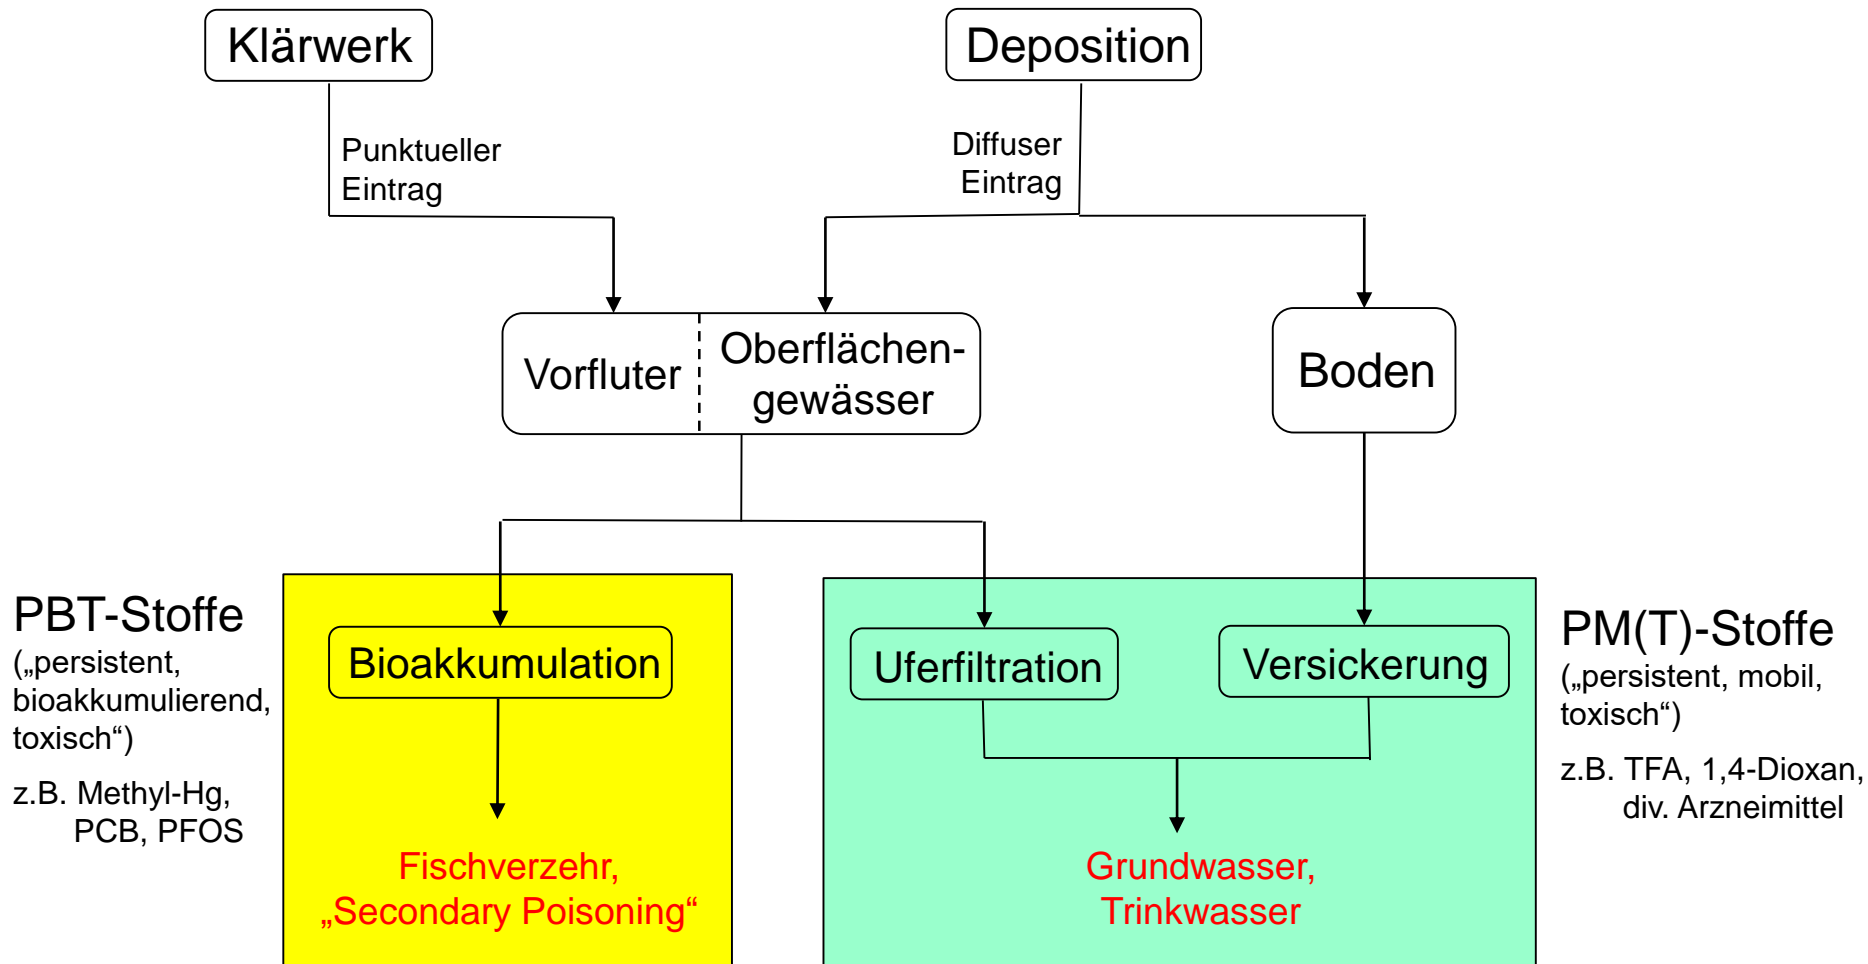 Klärwerk
Deposition
Punktueller
Eintrag
Diffuser
Eintrag
Vorfluter
Oberflächen-
gewässer
Boden
PBT-Stoffe
(„persistent,
bioakkumulierend,
toxisch“)
z.B. Methyl-Hg,
PCB, PFOS
Bioakkumulation
Fischverzehr,
„Secondary Poisoning“
Uferfiltration
Versickerung
Grundwasser,
Trinkwasser
PM(T)-Stoffe
(„persistent, mobil,
toxisch“)
z.B. TFA, 1,4-Dioxan,
div. Arzneimittel